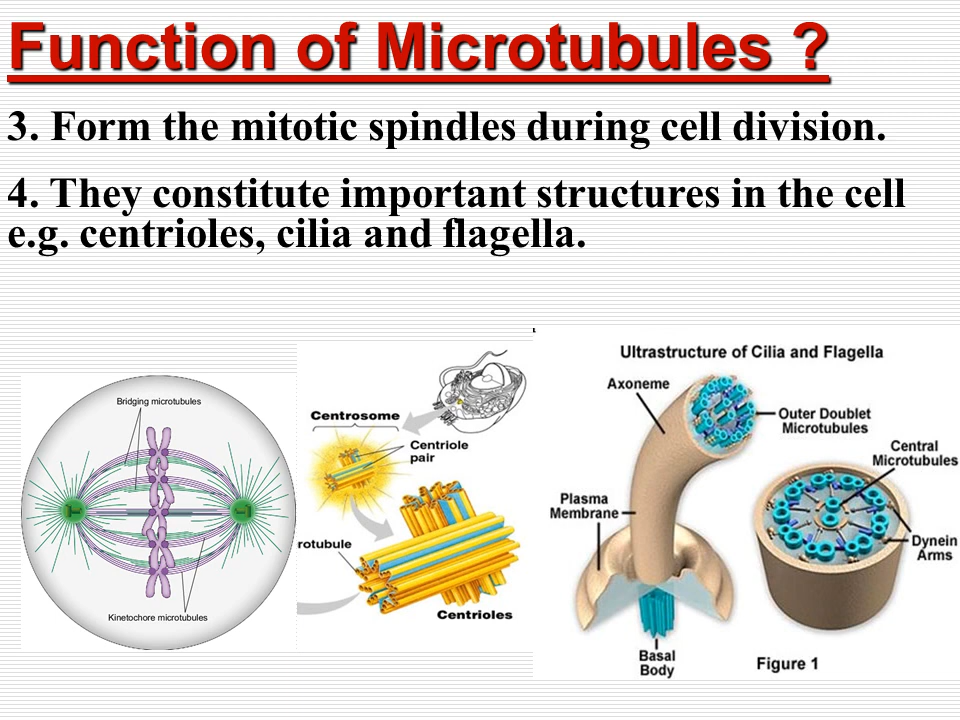 Function of Microtubules ?
3. Form the mitotic spindles during cell division.
4. They constitute important structures in the cell
e.g. centrioles, cilia and flagella.
Bridging microtubules
Kinetochore microtubules
Centrosome
Centriole
pair
rotubule
Centrioles
Ultrastructure of Cilia and Flagella
Axoneme
Outer Doublet
Microtubules
Central
Microtubules
Plasma
Membrane
Dynein
Arms
Basal
Body
Figure 1